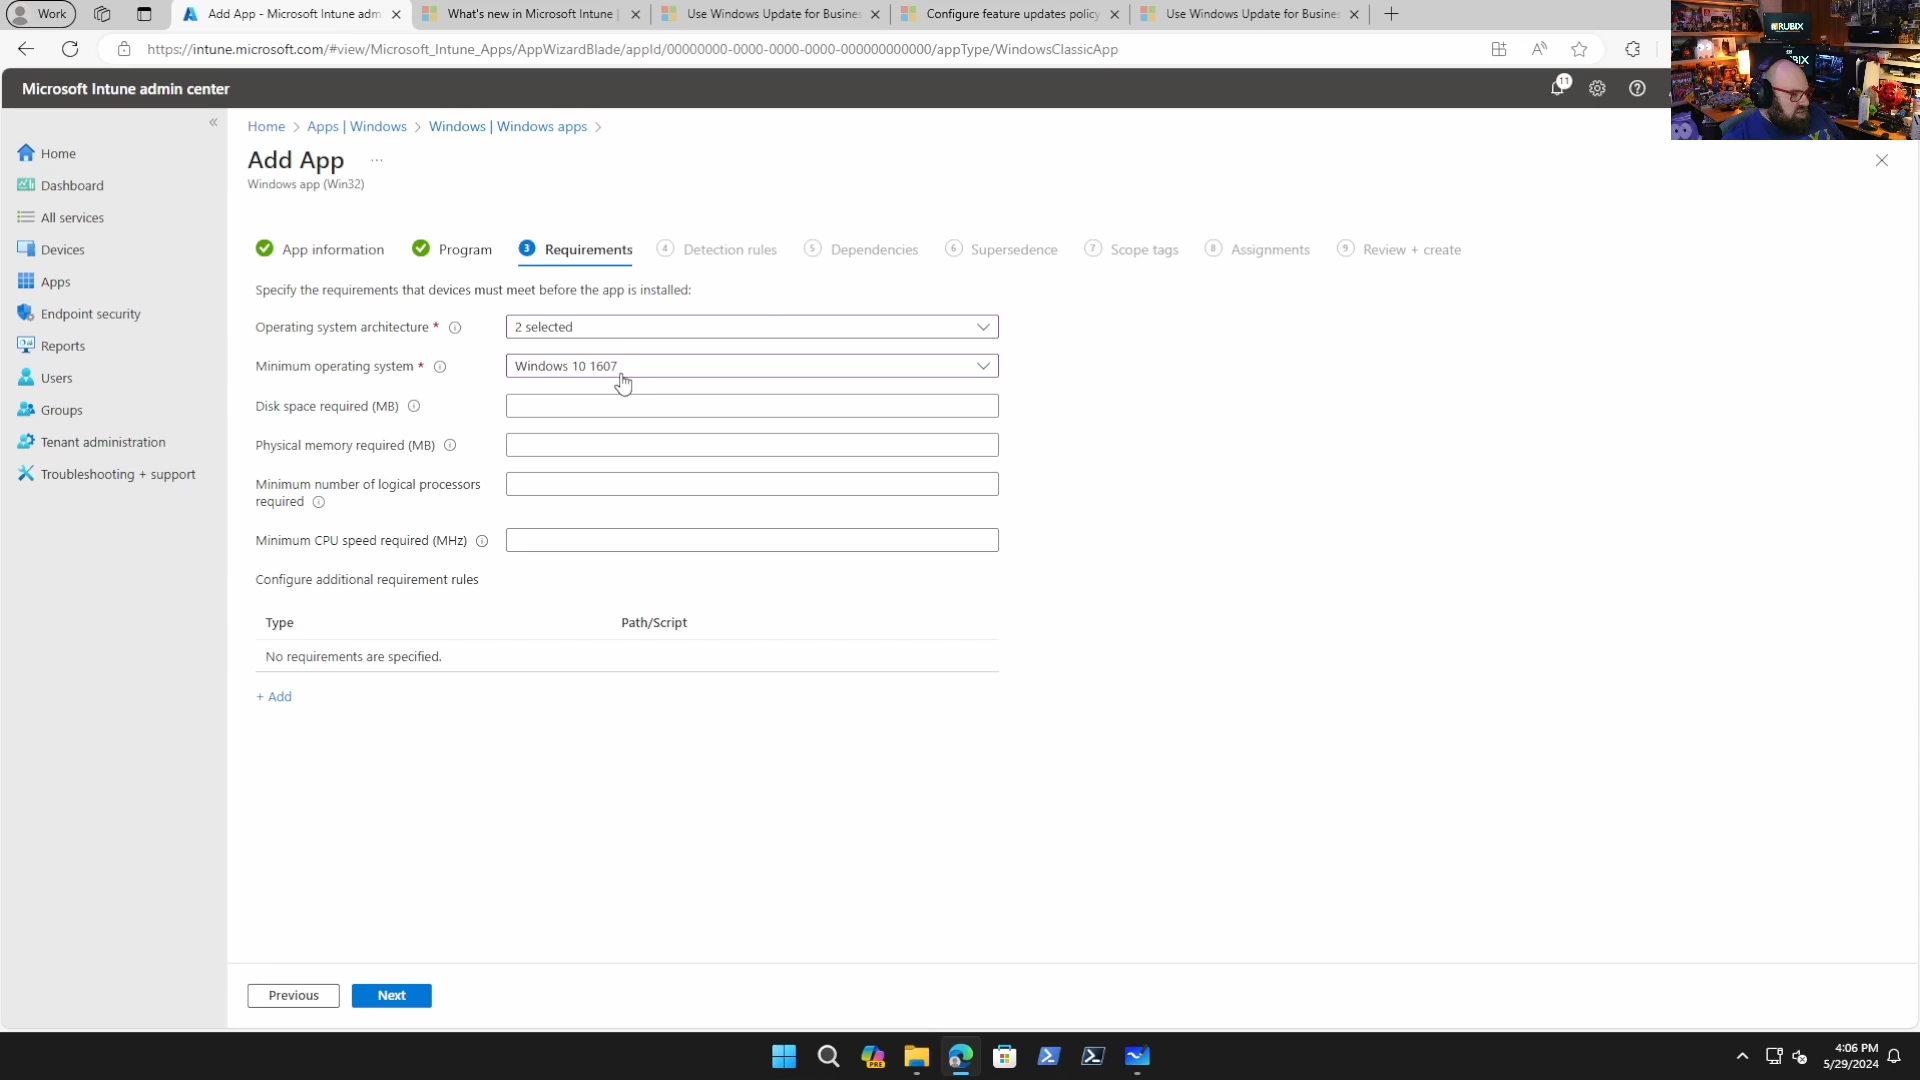 Work
Add App - Microsoft Intune adm
What's new in Microsoft Intune |
Use Windows Update for Busine
Configure feature updates policy
Use Windows Update for Busine
https://intune.microsoft.com/#view/Microsoft_Intune_Apps/AppWizardBlade/appId/00000000-0000-0000-0000-000000000000/appType/WindowsClassicApp
RUBIX
Microsoft Intune admin center
11
Home > Apps | Windows > Windows | Windows apps >
Add App ...
Windows app (Win32)
Home
Dashboard
All services
Devices
Apps
Endpoint security
Reports
Users
Groups
Tenant administration
Troubleshooting + support
App information
Program
3 Requirements
4 Detection rules
5 Dependencies
6 Supersedence
7 Scope tags
8 Assignments
9 Review + create
Specify the requirements that devices must meet before the app is installed:
Operating system architecture *
2 selected
Minimum operating system *
Windows 10 1607
Disk space required (MB)
Physical memory required (MB)
Minimum number of logical processors
required
Minimum CPU speed required (MHz)
Configure additional requirement rules
Type Path/Script
No requirements are specified.
+ Add
Previous
Next
PRE
4:06 PM
5/29/2024